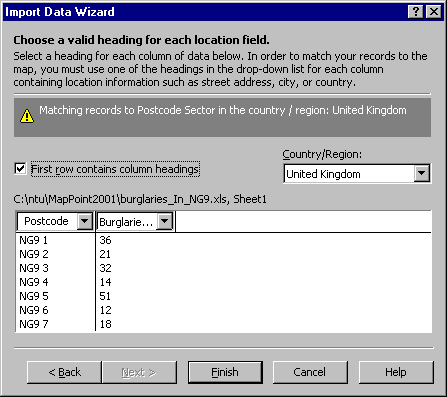 Import Data Wizard
Choose a valid heading for each location field.
Select a heading for each column of data below. In order to match your records to the
map, you must use one of the headings in the drop-down list for each column
containing location information such as street address, city, or country.
Matching records to Postcode Sector in the country / region: United Kingdom
Country/Region:
First row contains column headings
United Kingdom
C:\ntu\MapPoint2001\burglaries_In_NG9.xls, Sheet1
Postcode Burglarie...
NG9 1 36
NG9 2 21
NG9 3 32
NG9 4 14
NG9 5 51
NG9 6 12
NG9 7 18
< Back Next > Finish Cancel Help